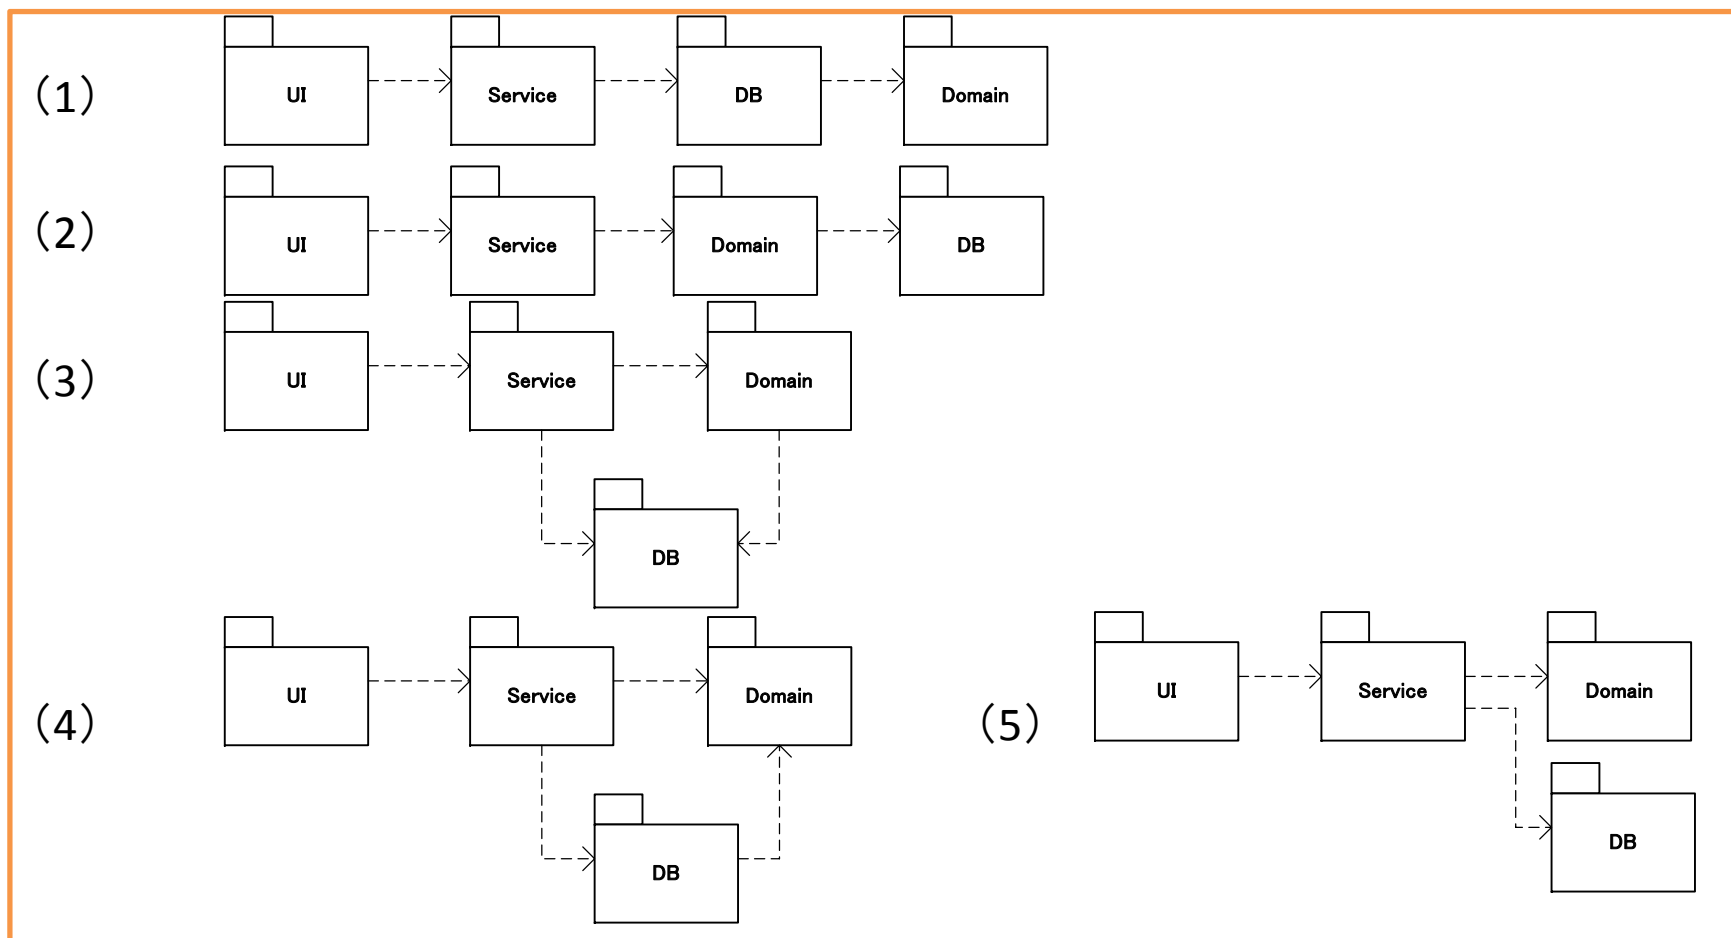 （1） UI Service DB Domain
（2） UI Service Domain DB
（3） UI Service Domain
DB
（4） UI Service Domain
DB
（5） UI Service Domain
DB